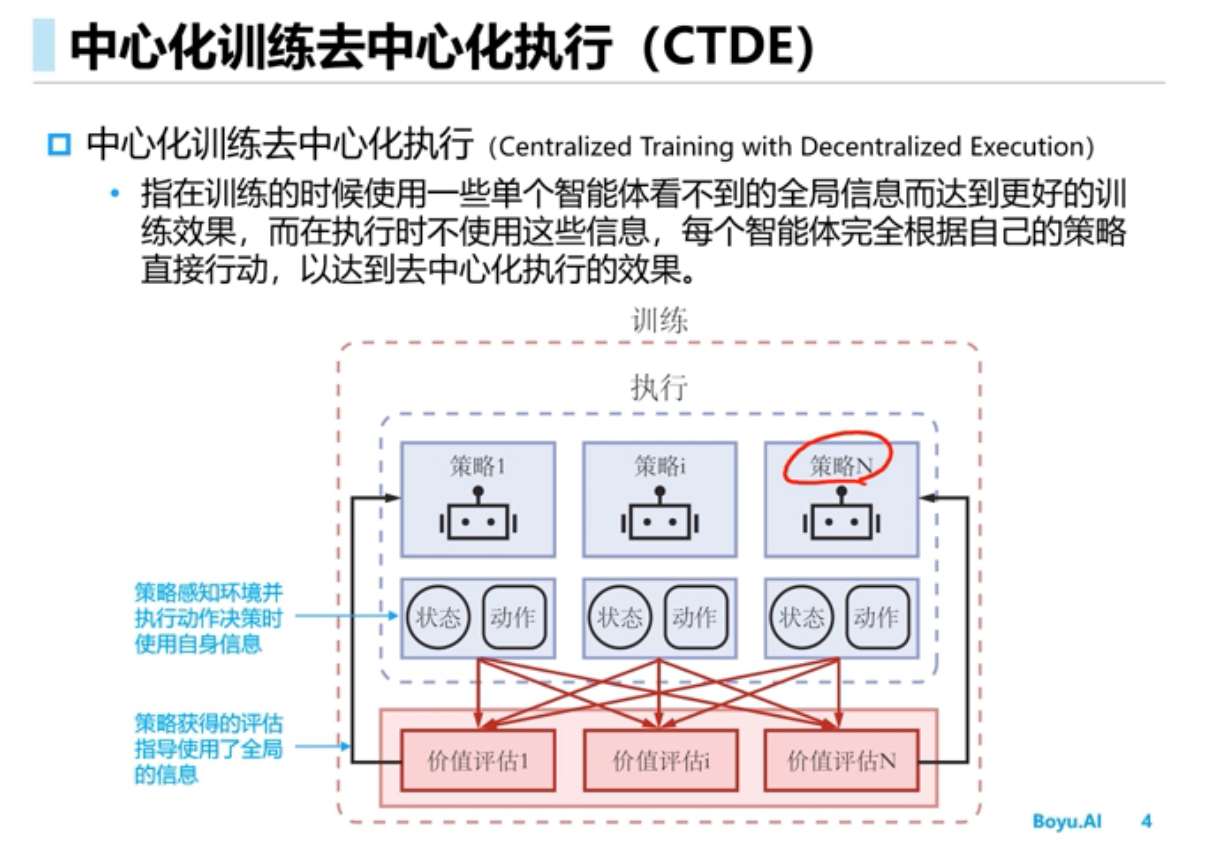 中心化训练去中心化执行（CTDE）
中心化训练去中心化执行（Centralized Training with Decentralized Execution）
指在训练的时候使用一些单个智能体看不到的全局信息而达到更好的训
练效果，而在执行时不使用这些信息，每个智能体完全根据自己的策略
直接行动，以达到去中心化执行的效果。
训练
执行
策略1 策略i 策略N
策略感知环境并
执行动作决策时
使用自身信息
状态 动作 状态 动作 状态 动作
策略获得的评估
指导使用了全局
的信息
价值评估1 价值评估i 价值评估N
Boyu.AI 4